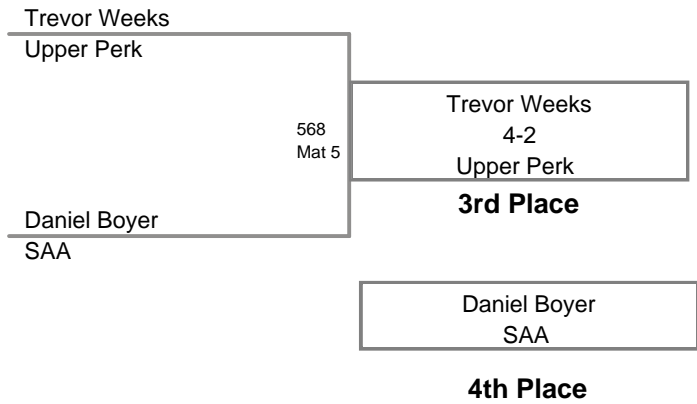 Trevor Weeks
Upper Perk
568
Mat 5
Trevor Weeks
4-2
Upper Perk
3rd Place
Daniel Boyer
SAA
Daniel Boyer
SAA
4th Place